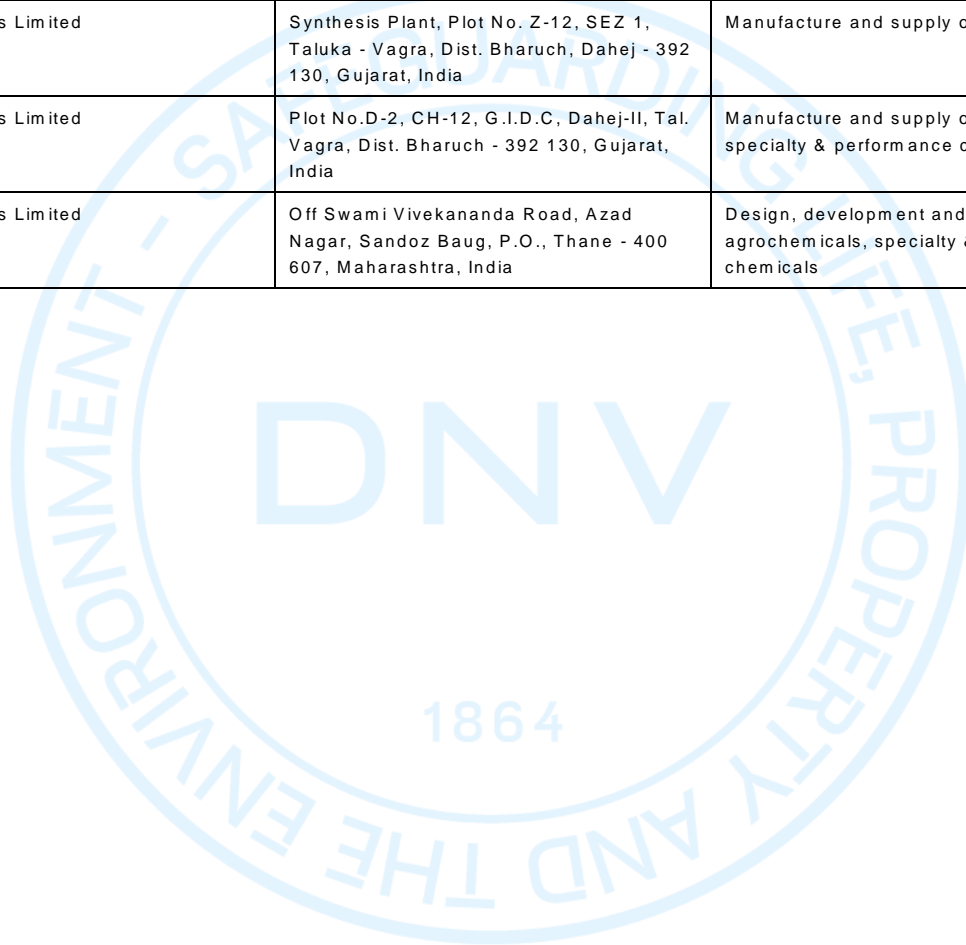 s Limited
Synthesis Plant, Plot No. Z-12, SEZ 1,
Taluka - Vagra, Dist. Bharuch, Dahej - 392
130, Gujarat, India
Manufacture and supply o
s Limited
Plot No.D-2, CH-12, G.I.D.C, Dahej-II, Tal.
Vagra, Dist. Bharuch - 392 130, Gujarat,
India
Manufacture and supply o
specialty & performance c
s Limited
Off Swami Vivekananda Road, Azad
Nagar, Sandoz Baug, P.O., Thane - 400
607, Maharashtra, India
Design, development and
agrochemicals, specialty &
chemicals
SAFEGUARDING LIFE, PROPERTY AND THE ENVIRONMENT -
DNV
1864